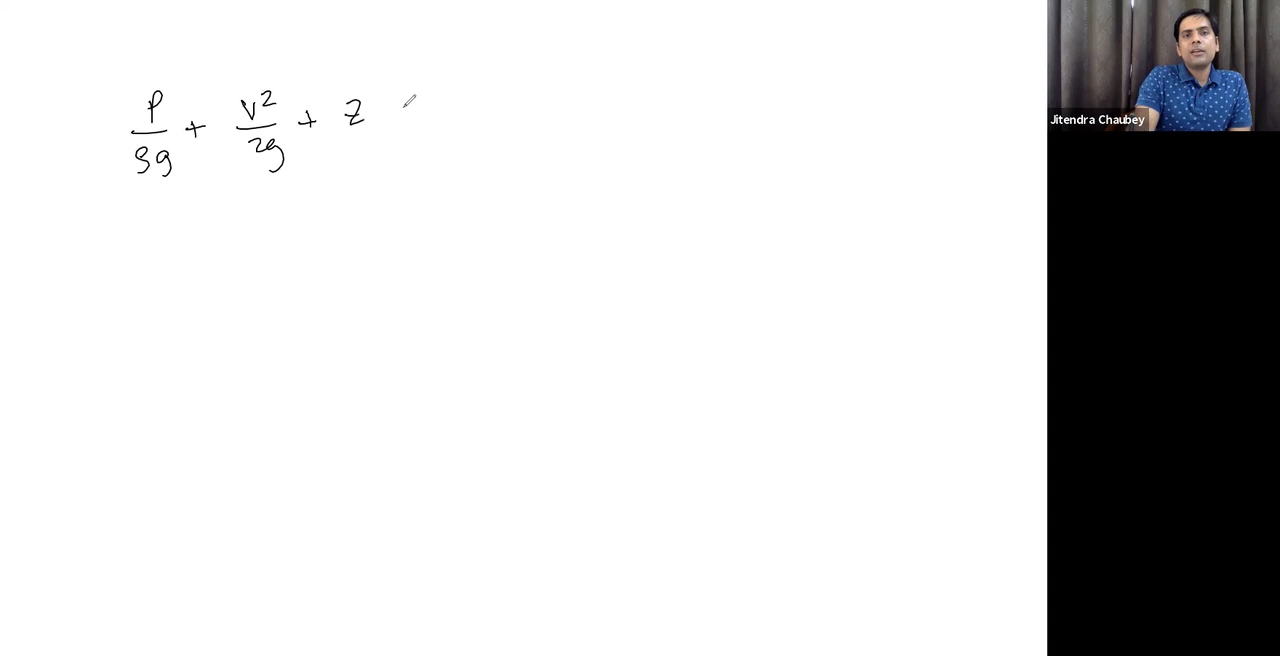 P/ρg + V²/2g + Z
Jitendra Chaubey